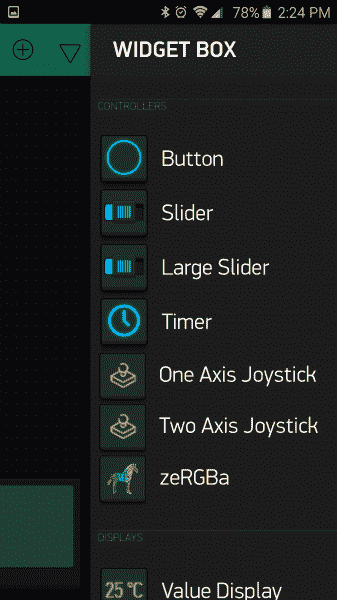 78% 2:24 PM
WIDGET BOX
CONTROLLERS
Button
Slider
Large Slider
Timer
One Axis Joystick
Two Axis Joystick
zeRGBa
DISPLAYS
25 °C Value Display